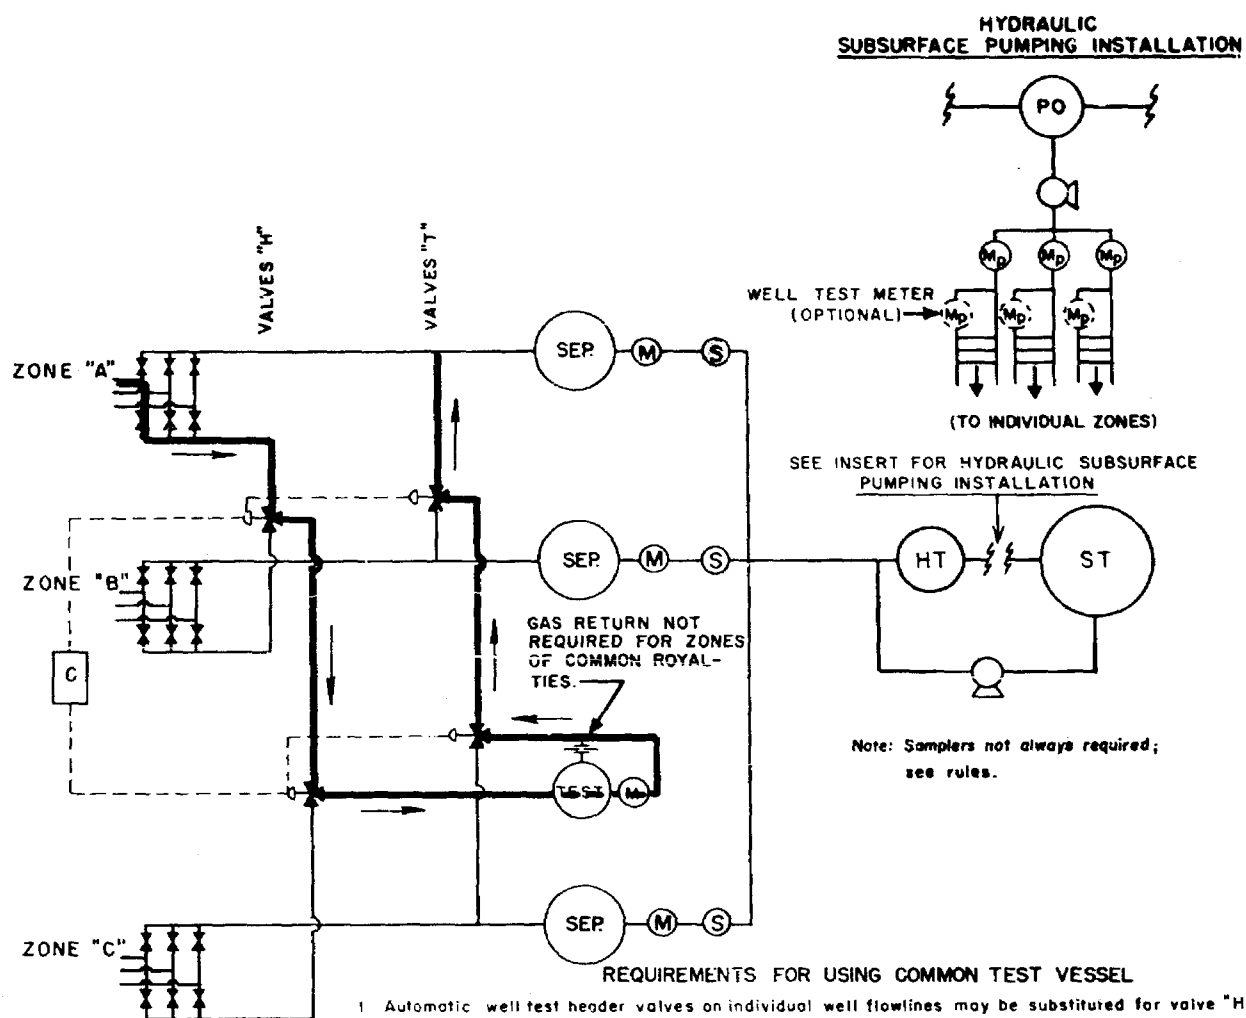 HYDRAULIC
SUBSURFACE PUMPING INSTALLATION
PO
Mp Mp Mp
WELL TEST METER
(OPTIONAL)
Mp Mp Mp
(TO INDIVIDUAL ZONES)
VALVES "H"
VALVES "T"
SEP. M S
ZONE "A"
SEE INSERT FOR HYDRAULIC SUBSURFACE
PUMPING INSTALLATION
SEP. M S
HT ST
ZONE "B"
GAS RETURN NOT
REQUIRED FOR ZONES
OF COMMON ROYAL-
TIES.
C
Note: Samplers not always required;
see rules.
TEST M
SEP. M S
ZONE "C"
REQUIREMENTS FOR USING COMMON TEST VESSEL
1 Automatic well test header valves on individual well flowlines may be substituted for valve "H